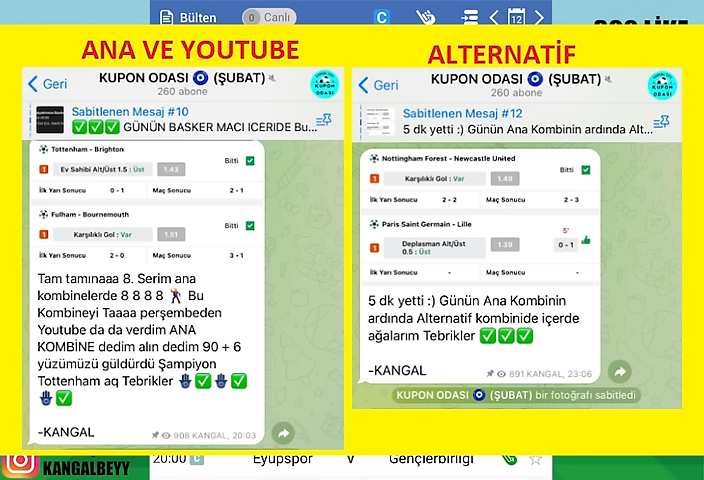 Bülten
0 Canlı
C
12
ANA VE YOUTUBE
Geri
KUPON ODASI 🧿 (ŞUBAT)
260 abone
KUPON ODASI
Sabitlenen Mesaj #10
✅✅✅ GÜNÜN BASKER MACI ICERIDE Bu...
Tottenham - Brighton
1 Ev Sahibi Alt/Üst 1.5 : Üst 1.43 Bitti
İlk Yarı Sonucu 0 - 1 Maç Sonucu 2 - 1
Fulham - Bournemouth
1 Karşılıklı Gol : Var 1.51 Bitti
İlk Yarı Sonucu 2 - 0 Maç Sonucu 3 - 1
Tam tamınaaa 8. Serim ana
kombinelerde 8 8 8 8 🕺 Bu
Kombineyi Taaaa perşembeden
Youtube da da verdim ANA
KOMBİNE dedim alın dedim 90 + 6
yüzümüzü güldürdü Şampiyon
Tottenham aq Tebrikler 🪬✅🪬✅
🪬✅
-KANGAL
908 KANGAL, 20:03
ALTERNATİF
Geri
KUPON ODASI 🧿 (ŞUBAT)
260 abone
KUPON ODASI
Sabitlenen Mesaj #12
5 dk yetti :) Günün Ana Kombinin ardında Alt...
Nottingham Forest - Newcastle United
1 Karşılıklı Gol : Var 1.49 Bitti
İlk Yarı Sonucu 2 - 2 Maç Sonucu 2 - 3
Paris Saint Germain - Lille
5'
1 Deplasman Alt/Üst 0.5 : Üst 1.39 0 - 1
İlk Yarı Sonucu - Maç Sonucu -
5 dk yetti :) Günün Ana Kombinin
ardında Alternatif kombinide içerde
ağalarım Tebrikler ✅✅✅
-KANGAL
891 KANGAL, 23:06
KUPON ODASI 🧿 (ŞUBAT) bir fotoğrafı sabitledi
KANGALBEYY
20:00 C Eyüpspor V Gençlerbirliği